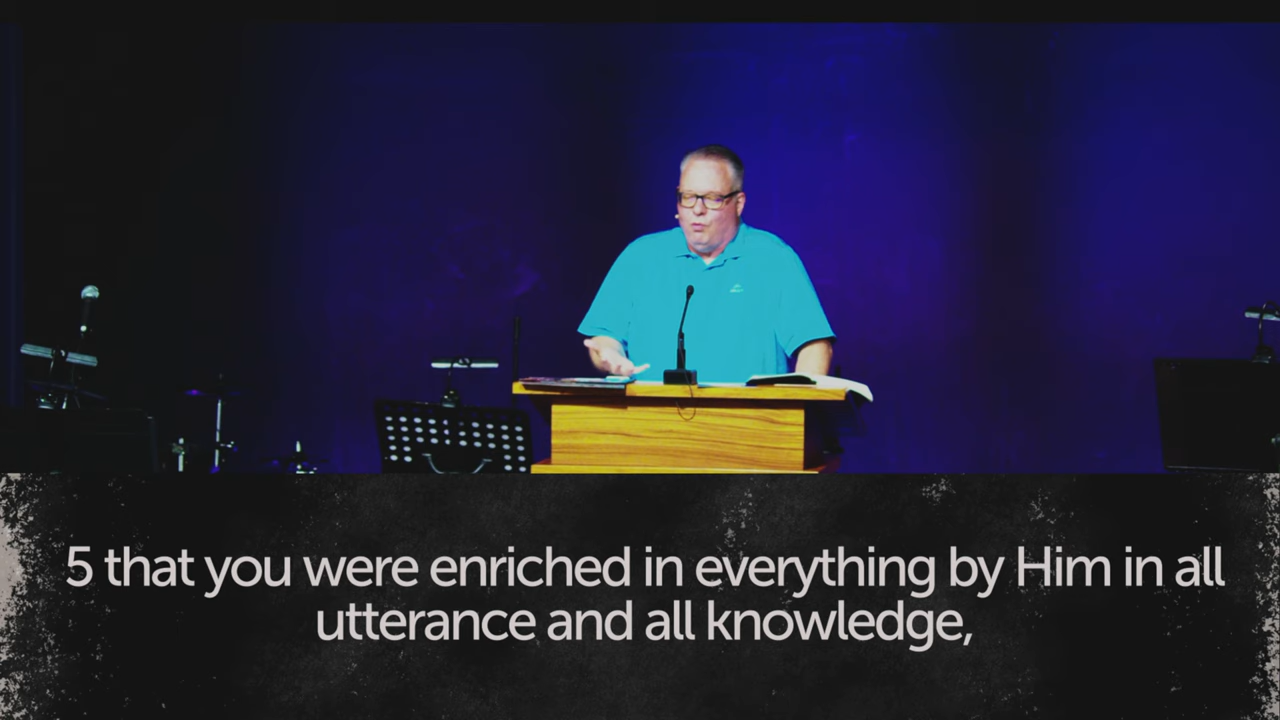 5 that you were enriched in everything by Him in all
utterance and all knowledge,